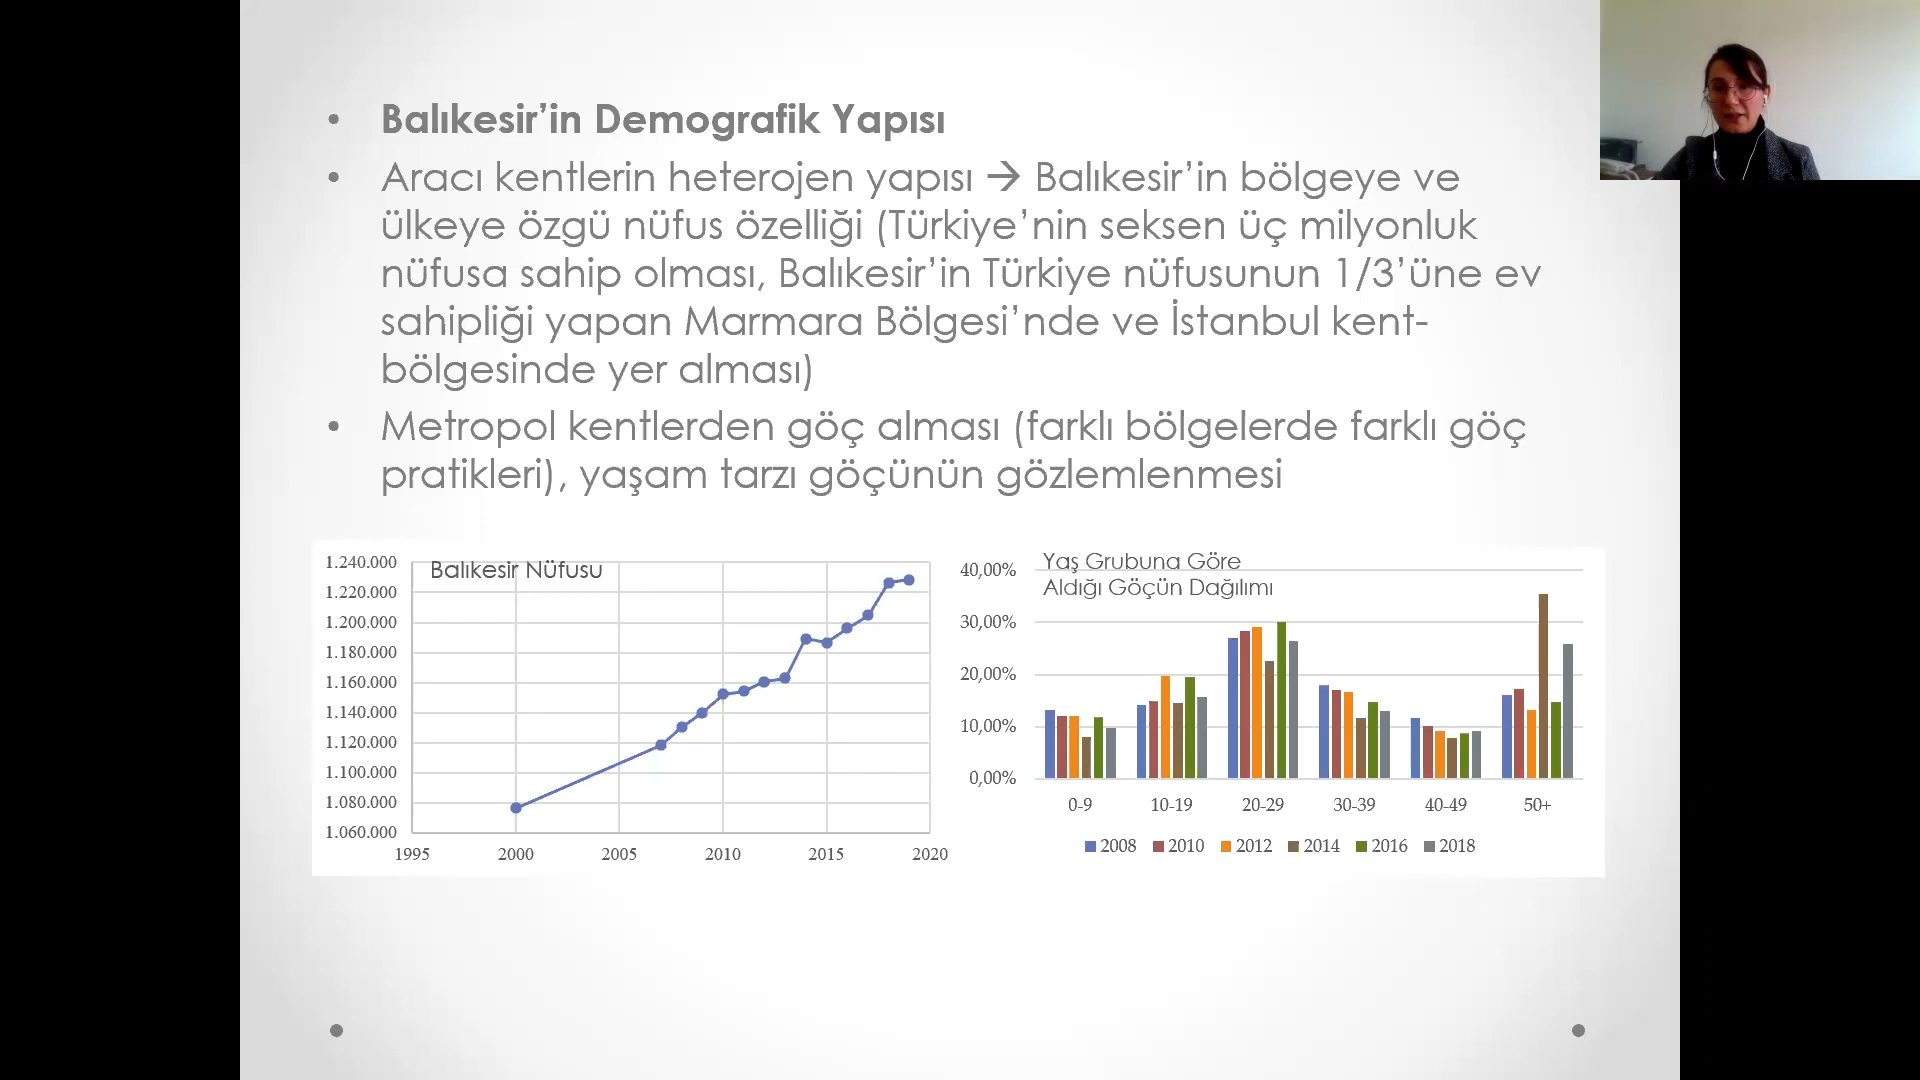 • Balıkesir’in Demografik Yapısı
• Aracı kentlerin heterojen yapısı → Balıkesir’in bölgeye ve
ülkeye özgü nüfus özelliği (Türkiye’nin seksen üç milyonluk
nüfusa sahip olması, Balıkesir’in Türkiye nüfusunun 1/3’üne ev
sahipliği yapan Marmara Bölgesi’nde ve İstanbul kent-
bölgesinde yer alması)
• Metropol kentlerden göç alması (farklı bölgelerde farklı göç
pratikleri), yaşam tarzı göçünün gözlemlenmesi
Balıkesir Nüfusu
1.240.000
1.220.000
1.200.000
1.180.000
1.160.000
1.140.000
1.120.000
1.100.000
1.080.000
1.060.000
1995 2000 2005 2010 2015 2020
Yaş Grubuna Göre
Aldığı Göçün Dağılımı
40,00%
30,00%
20,00%
10,00%
0,00%
0-9 10-19 20-29 30-39 40-49 50+
2008 2010 2012 2014 2016 2018